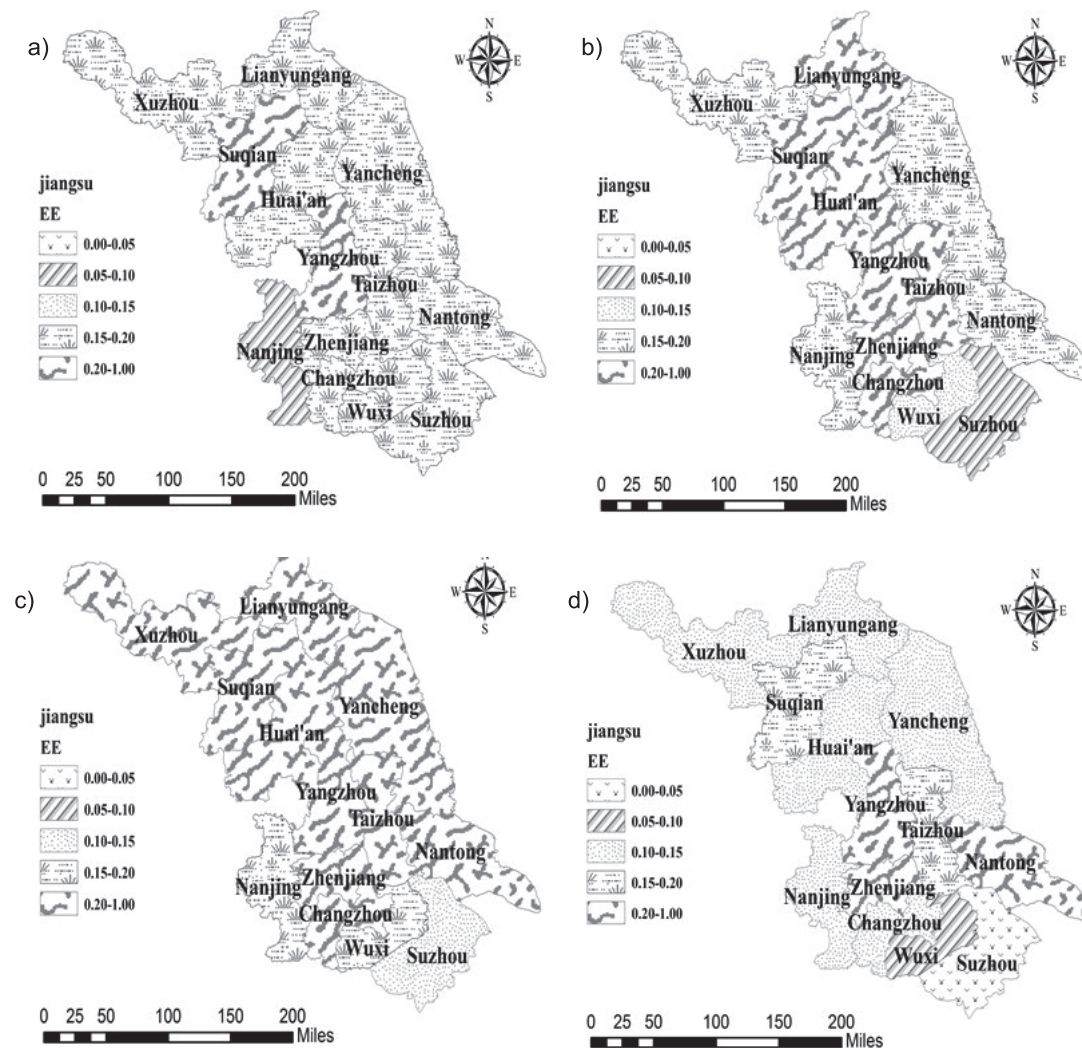 a)
N
W E
S
Lianyungang
Xuzhou
Suqian
Yancheng
jiangsu
Huai'an
EE
0.00-0.05
Yangzhou
0.05-0.10
Taizhou
0.10-0.15
Nantong
0.15-0.20
Nanjing
Zhenjiang
0.20-1.00
Changzhou
Wuxi
Suzhou
0 25 50 100 150 200
Miles
b)
N
W E
S
Lianyungang
Xuzhou
Suqian
Yancheng
jiangsu
Huai'an
EE
0.00-0.05
Yangzhou
0.05-0.10
Taizhou
0.10-0.15
Nantong
0.15-0.20
Nanjing
Zhenjiang
0.20-1.00
Changzhou
Wuxi
Suzhou
0 25 50 100 150 200
Miles
c)
W E
S
Lianyungang
Xuzhou
Suqian
Yancheng
jiangsu
Huai'an
EE
0.00-0.05
Yangzhou
0.05-0.10
Taizhou
0.10-0.15
Nantong
0.15-0.20
Nanjing
Zhenjiang
0.20-1.00
Changzhou
Wuxi
Suzhou
0 25 50 100 150 200
Miles
d)
N
W E
S
Lianyungang
Xuzhou
Suqian
Yancheng
jiangsu
Huai'an
EE
0.00-0.05
Yangzhou
0.05-0.10
Taizhou
0.10-0.15
Nantong
0.15-0.20
Nanjing
Zhenjiang
0.20-1.00
Changzhou
Wuxi
Suzhou
0 25 50 100 150 200
Miles